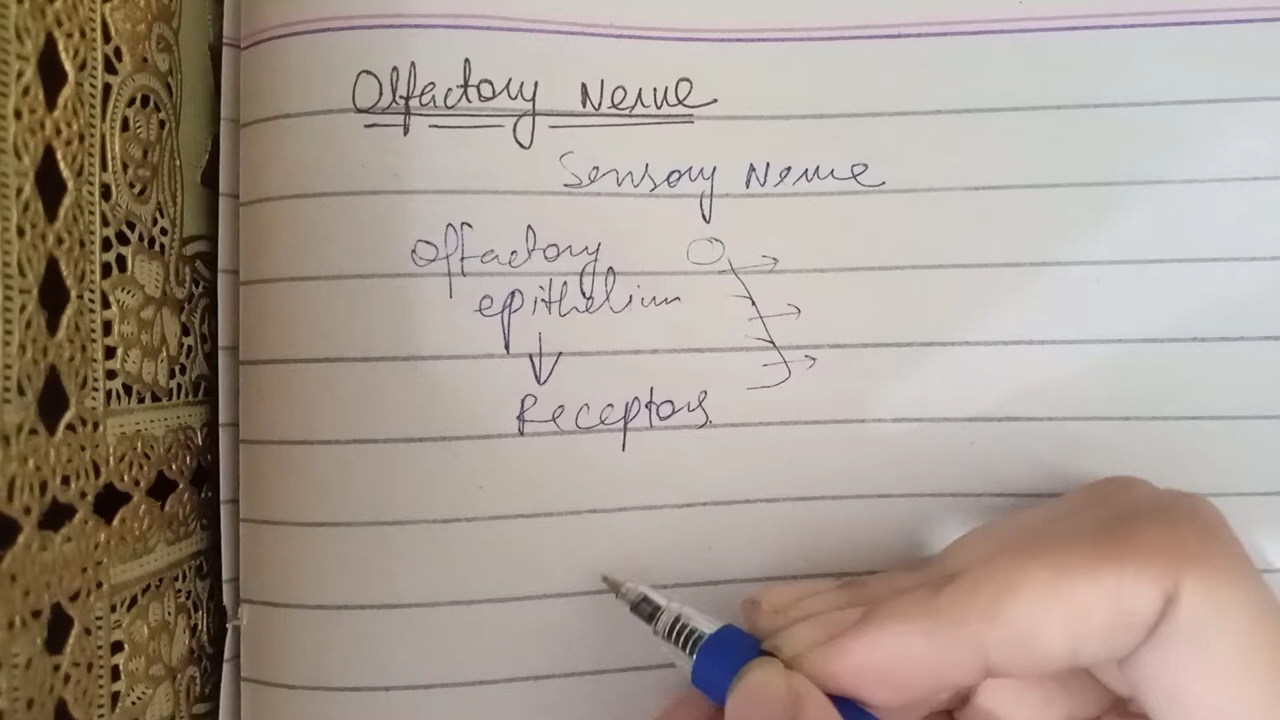 Olfactory Nerve
Sensory Nerve
Olfactory
epithelium
Receptors